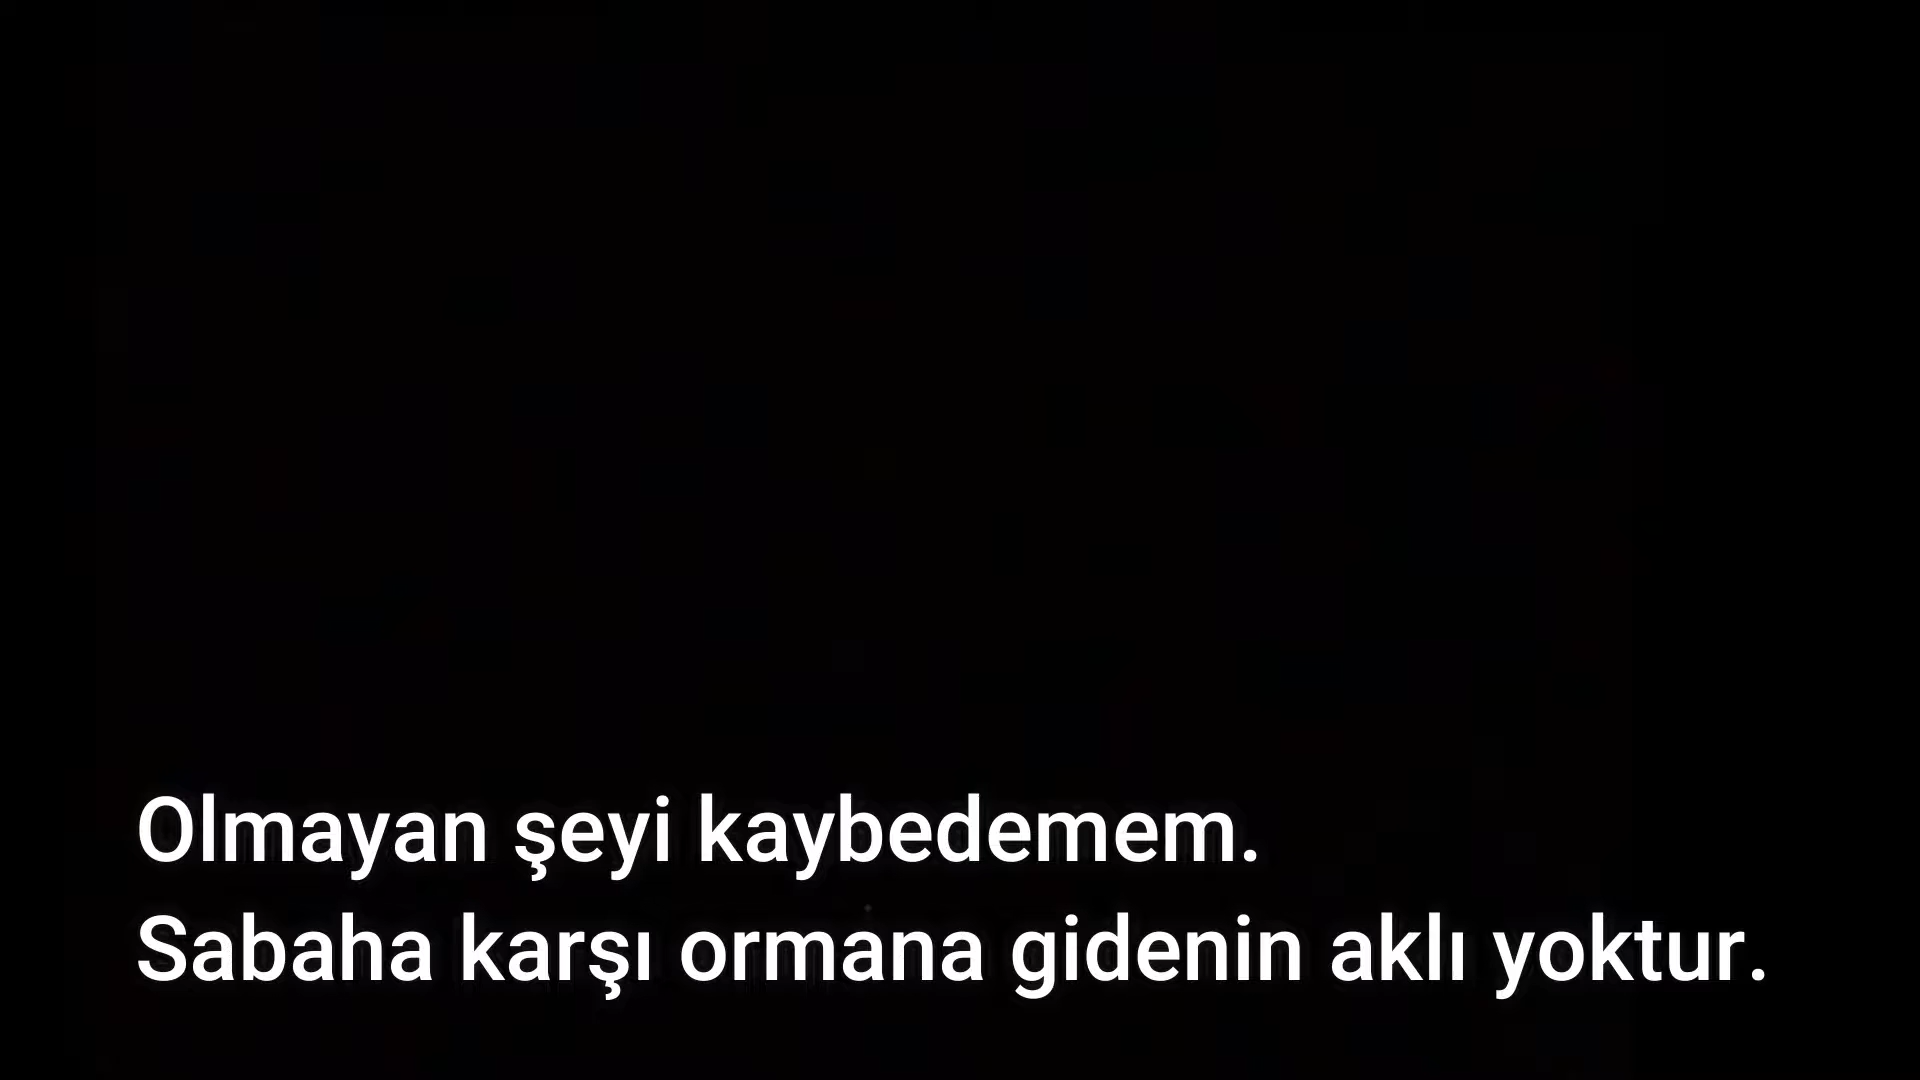 Olmayan şeyi kaybedemem.
Sabaha karşı ormana gidenin aklı yoktur.